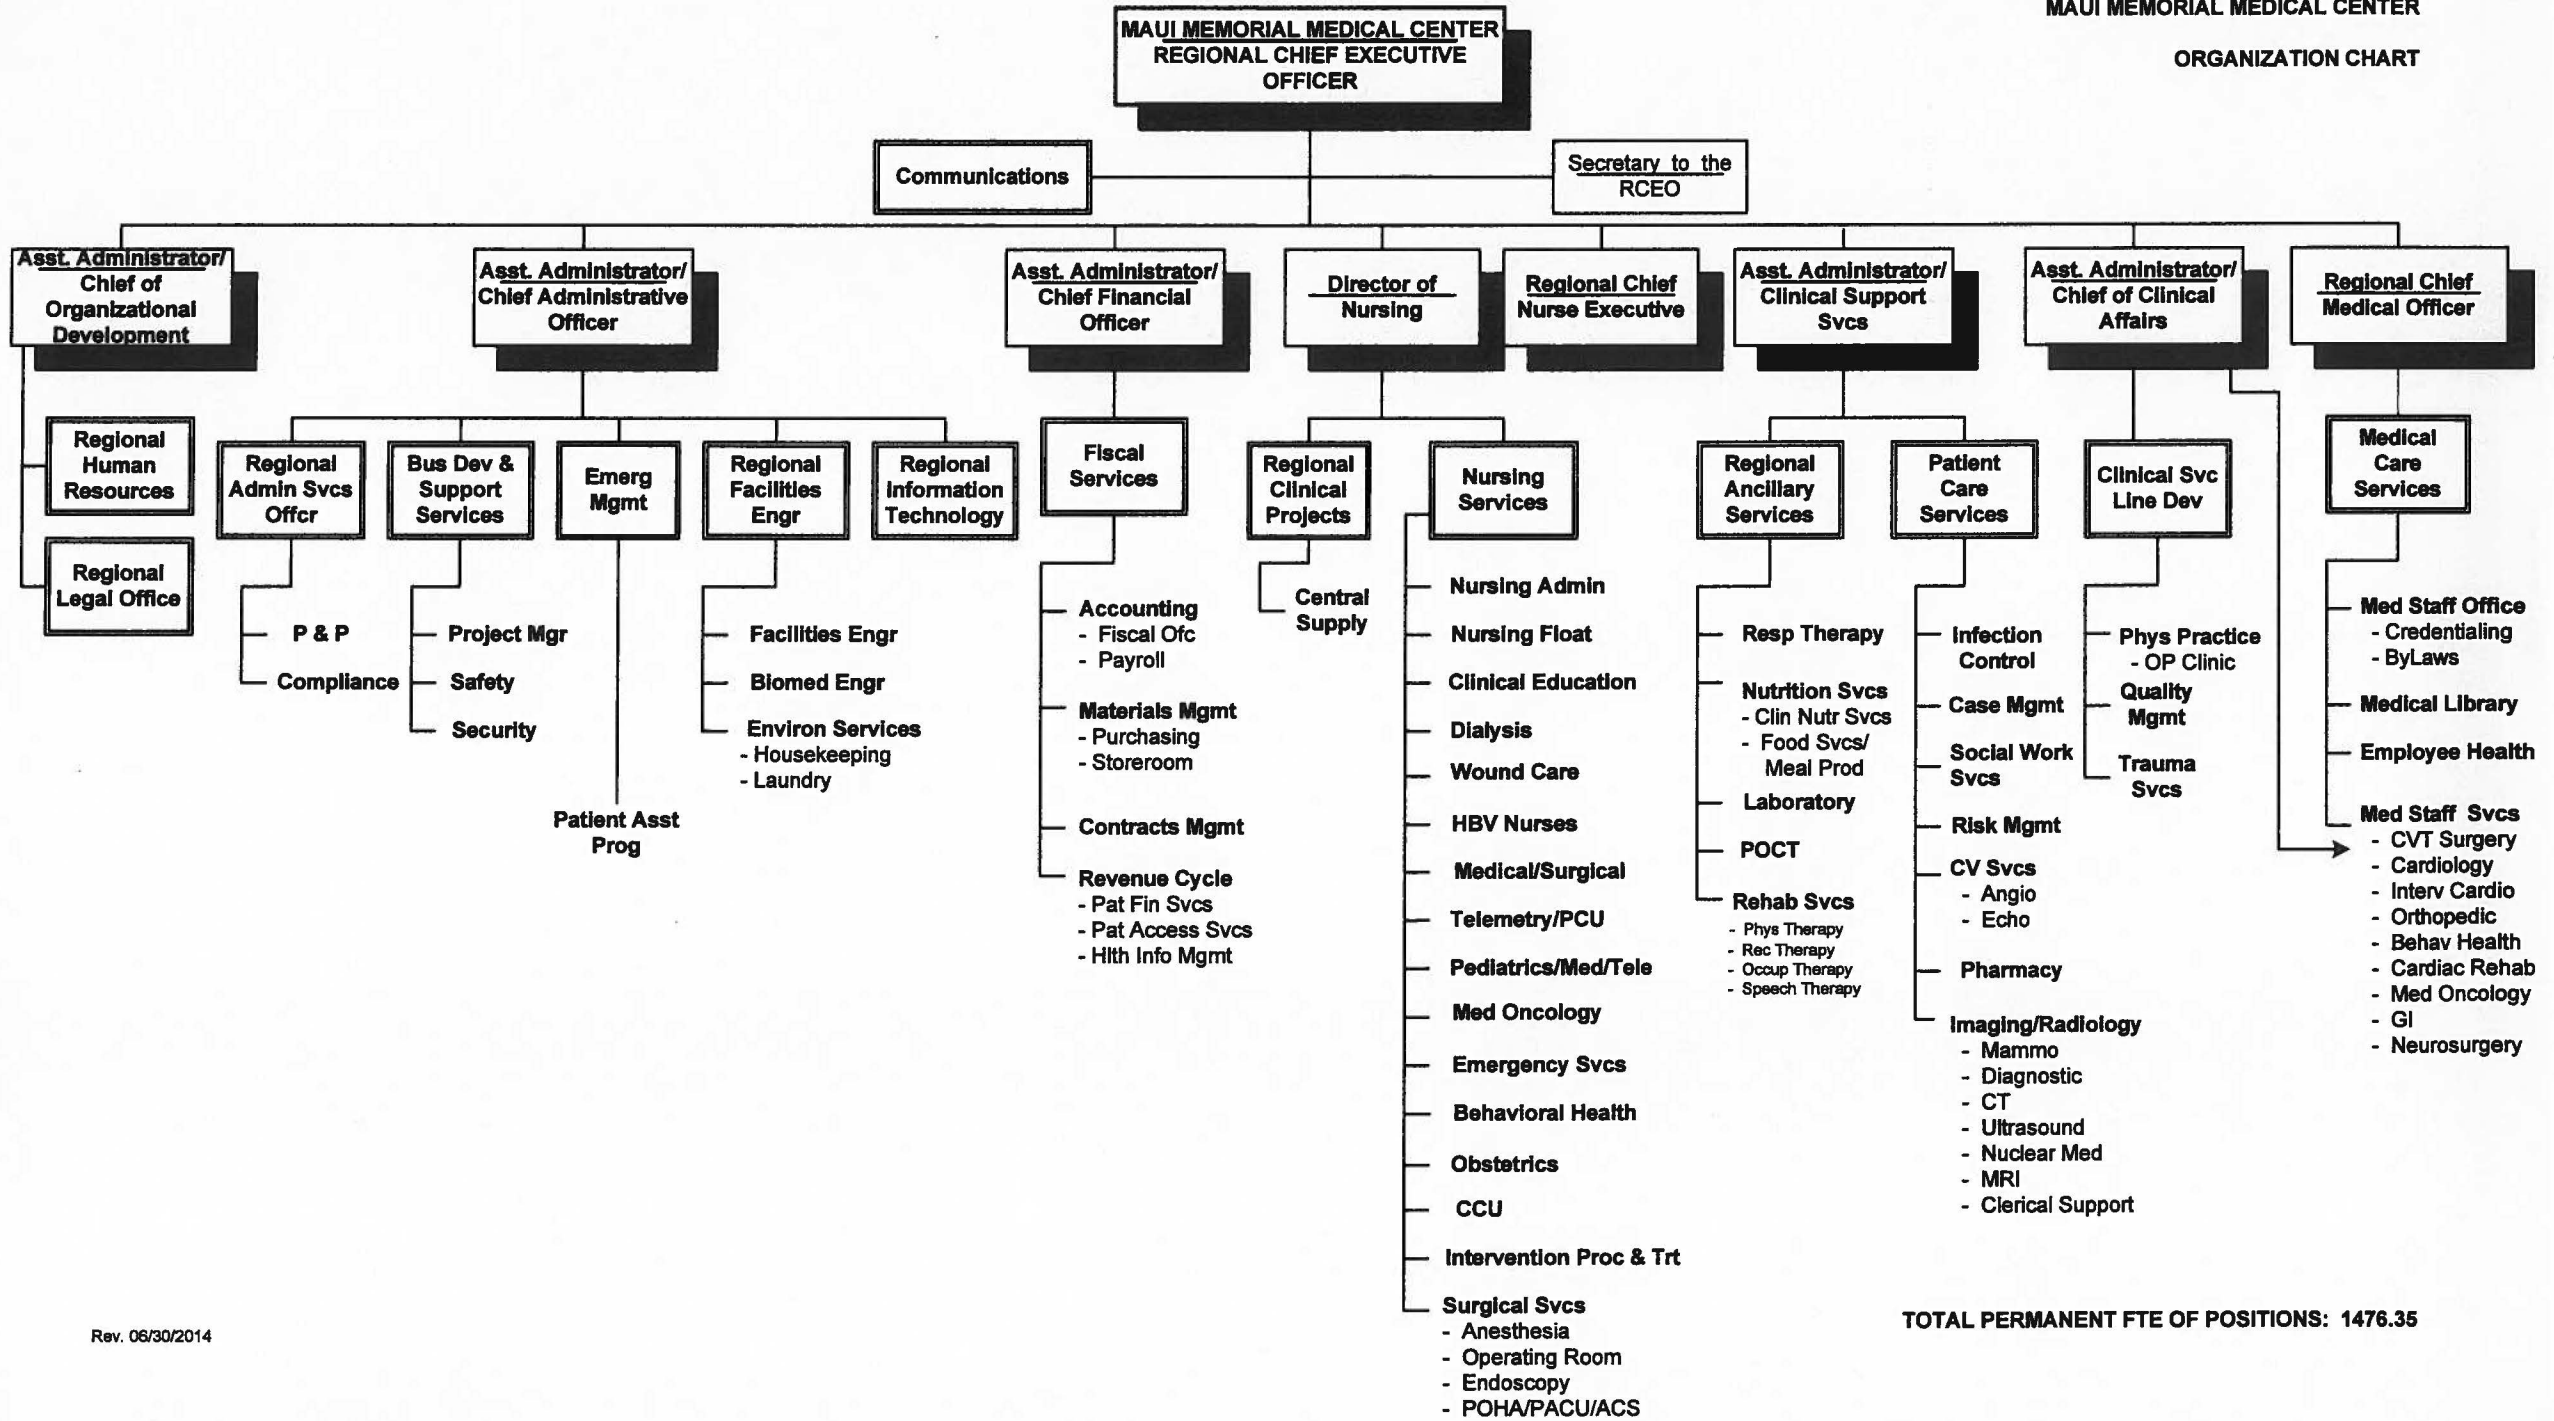 MAUI MEMORIAL MEDICAL CENTER
ORGANIZATION CHART
MAUI MEMORIAL MEDICAL CENTER
REGIONAL CHIEF EXECUTIVE
OFFICER
Communications
Secretary to the
RCEO
Asst. Administrator/
Chief of
Organizational
Development
Asst. Administrator/
Chief Administrative
Officer
Asst. Administrator/
Chief Financial
Officer
Director of
Nursing
Regional Chief
Nurse Executive
Asst. Administrator/
Clinical Support
Svcs
Asst. Administrator/
Chief of Clinical
Affairs
Regional Chief
Medical Officer
Regional
Human
Resources
Regional
Legal Office
Regional
Admin Svcs
Offcr
P & P
Compliance
Bus Dev &
Support
Services
Project Mgr
Safety
Security
Emerg
Mgmt
Patient Asst
Prog
Regional
Facilities
Engr
Facilities Engr
Biomed Engr
Environ Services
- Housekeeping
- Laundry
Regional
Information
Technology
Fiscal
Services
Accounting
- Fiscal Ofc
- Payroll
Materials Mgmt
- Purchasing
- Storeroom
Contracts Mgmt
Revenue Cycle
- Pat Fin Svcs
- Pat Access Svcs
- Hlth Info Mgmt
Regional
Clinical
Projects
Central
Supply
Nursing
Services
Nursing Admin
Nursing Float
Clinical Education
Dialysis
Wound Care
HBV Nurses
Medical/Surgical
Telemetry/PCU
Pediatrics/Med/Tele
Med Oncology
Emergency Svcs
Behavioral Health
Obstetrics
CCU
Intervention Proc & Trt
Surgical Svcs
- Anesthesia
- Operating Room
- Endoscopy
- POHA/PACU/ACS
Regional
Ancillary
Services
Resp Therapy
Nutrition Svcs
- Clin Nutr Svcs
- Food Svcs/
Meal Prod
Laboratory
POCT
Rehab Svcs
- Phys Therapy
- Rec Therapy
- Occup Therapy
- Speech Therapy
Patient
Care
Services
Infection
Control
Case Mgmt
Social Work
Svcs
Risk Mgmt
CV Svcs
- Angio
- Echo
Pharmacy
Imaging/Radiology
- Mammo
- Diagnostic
- CT
- Ultrasound
- Nuclear Med
- MRI
- Clerical Support
Clinical Svc
Line Dev
Phys Practice
- OP Clinic
Quality
Mgmt
Trauma
Svcs
Medical
Care
Services
Med Staff Office
- Credentialing
- ByLaws
Medical Library
Employee Health
Med Staff Svcs
- CVT Surgery
- Cardiology
- Interv Cardio
- Orthopedic
- Behav Health
- Cardiac Rehab
- Med Oncology
- GI
- Neurosurgery
Rev. 06/30/2014
TOTAL PERMANENT FTE OF POSITIONS: 1476.35